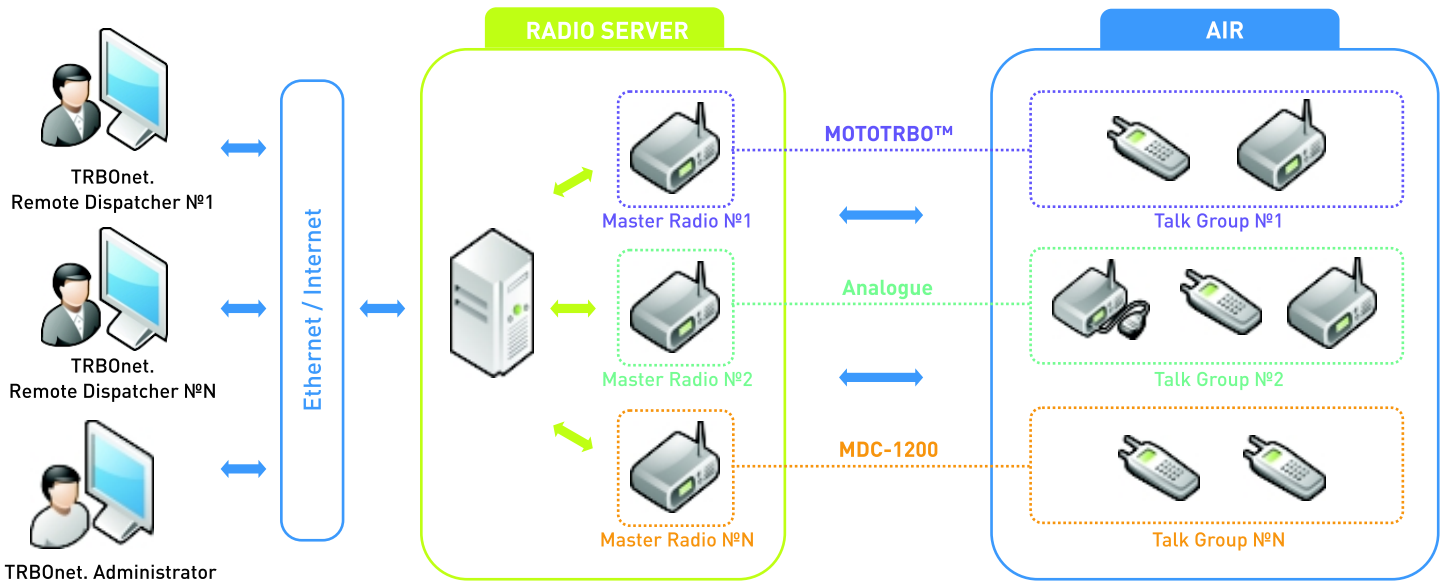 RADIO SERVER
AIR
TRBOnet.
Remote Dispatcher №1
TRBOnet.
Remote Dispatcher №N
TRBOnet. Administrator
Ethernet / Internet
Master Radio №1
Master Radio №2
Master Radio №N
MOTOTRBO™
Analogue
MDC-1200
Talk Group №1
Talk Group №2
Talk Group №N